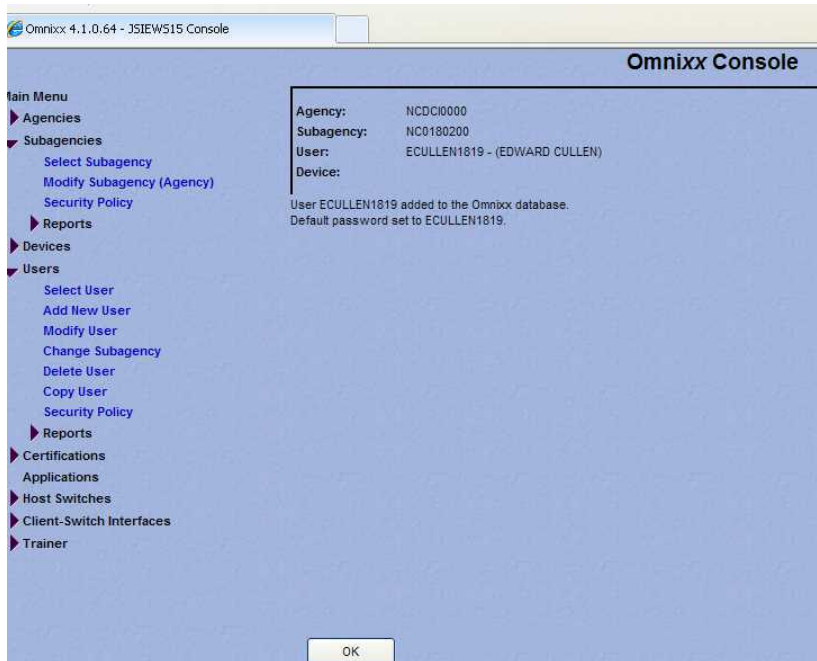 Omnixx 4.1.0.64 - JSIEWS15 Console
Omnixx Console
Main Menu
Agencies
Subagencies
Select Subagency
Modify Subagency (Agency)
Security Policy
Reports
Devices
Users
Select User
Add New User
Modify User
Change Subagency
Delete User
Copy User
Security Policy
Reports
Certifications
Applications
Host Switches
Client-Switch Interfaces
Trainer
Agency: NCDCI0000
Subagency: NC0180200
User: ECULLEN1819 - (EDWARD CULLEN)
Device:
User ECULLEN1819 added to the Omnixx database.
Default password set to ECULLEN1819.
OK